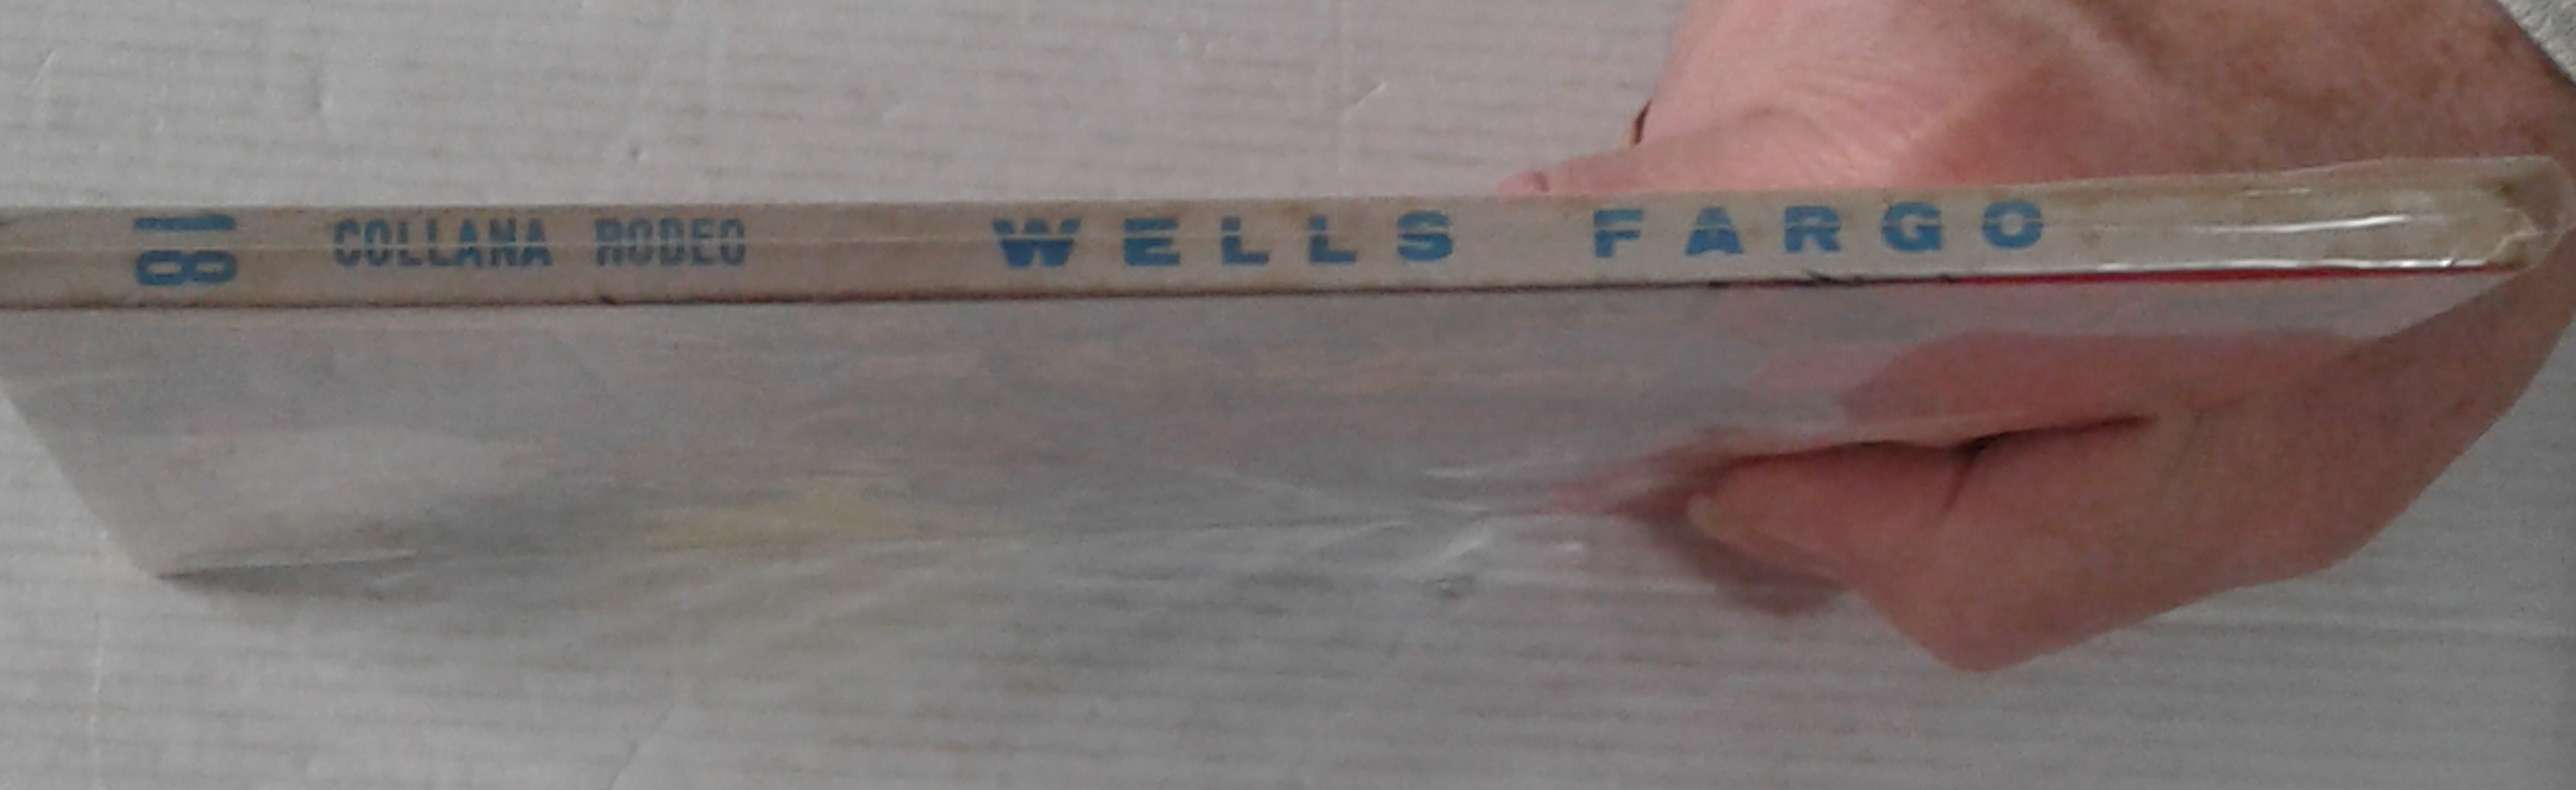 18 COLLANA RODEO WELLS FARGO